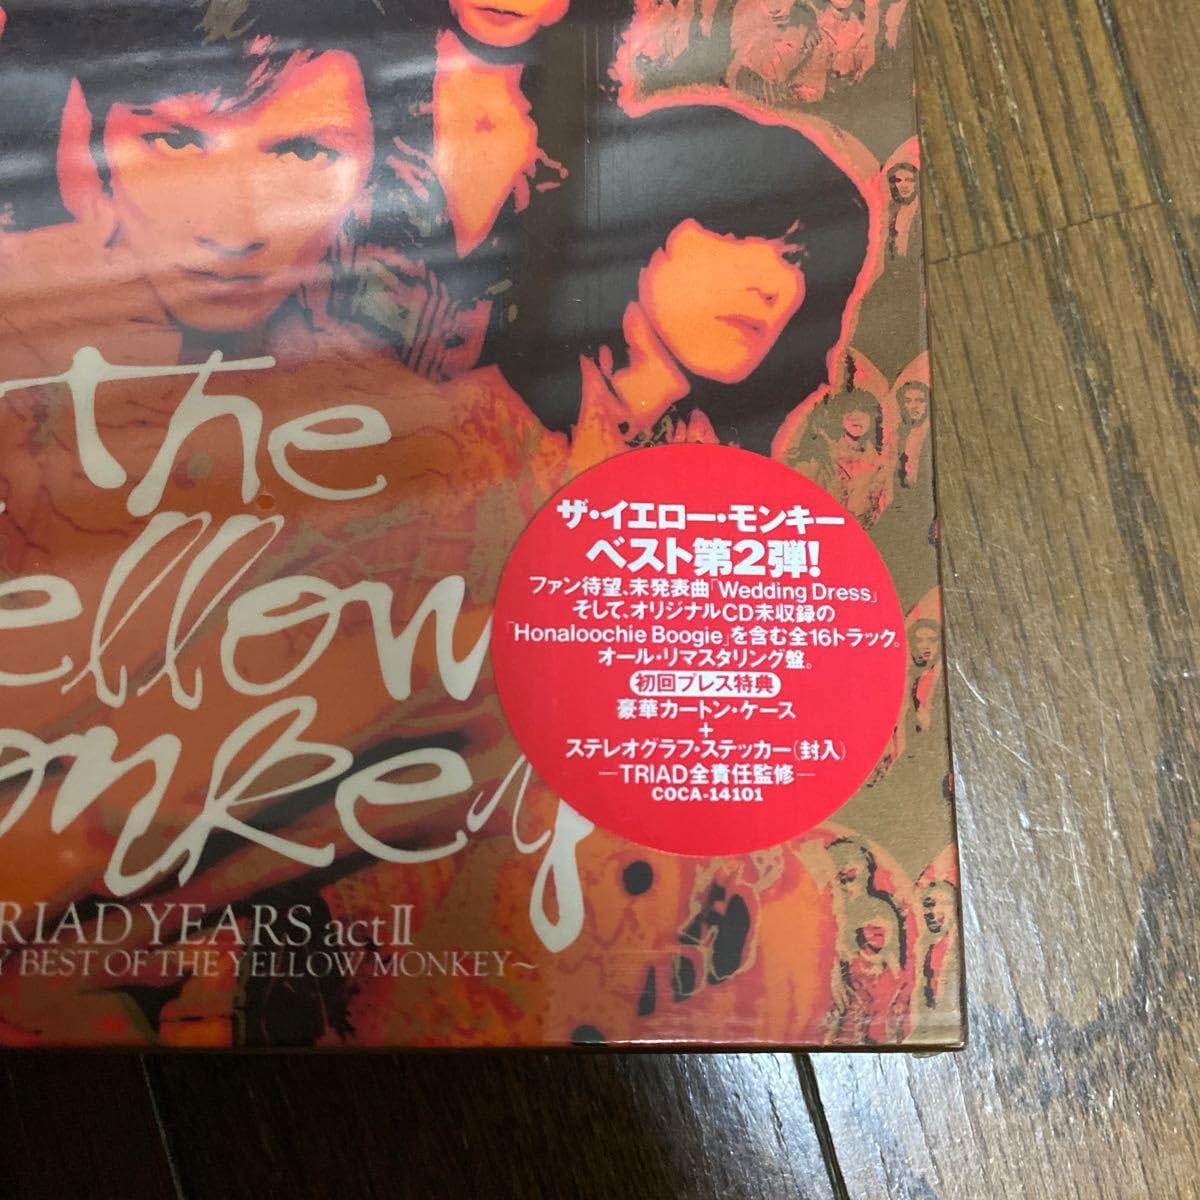 the
ellow
onkey
RIAD YEARS act II
Y BEST OF THE YELLOW MONKEY～
ザ・イエロー・モンキー
ベスト第2弾!
ファン待望、未発表曲「Wedding Dress」
そして、オリジナルCD未収録の
「Honaloochie Boogie」を含む全16トラック。
オール・リマスタリング盤。
初回プレス特典
豪華カートン・ケース
+
ステレオグラフ・ステッカー(封入)
—TRIAD全責任監修—
COCA-14101